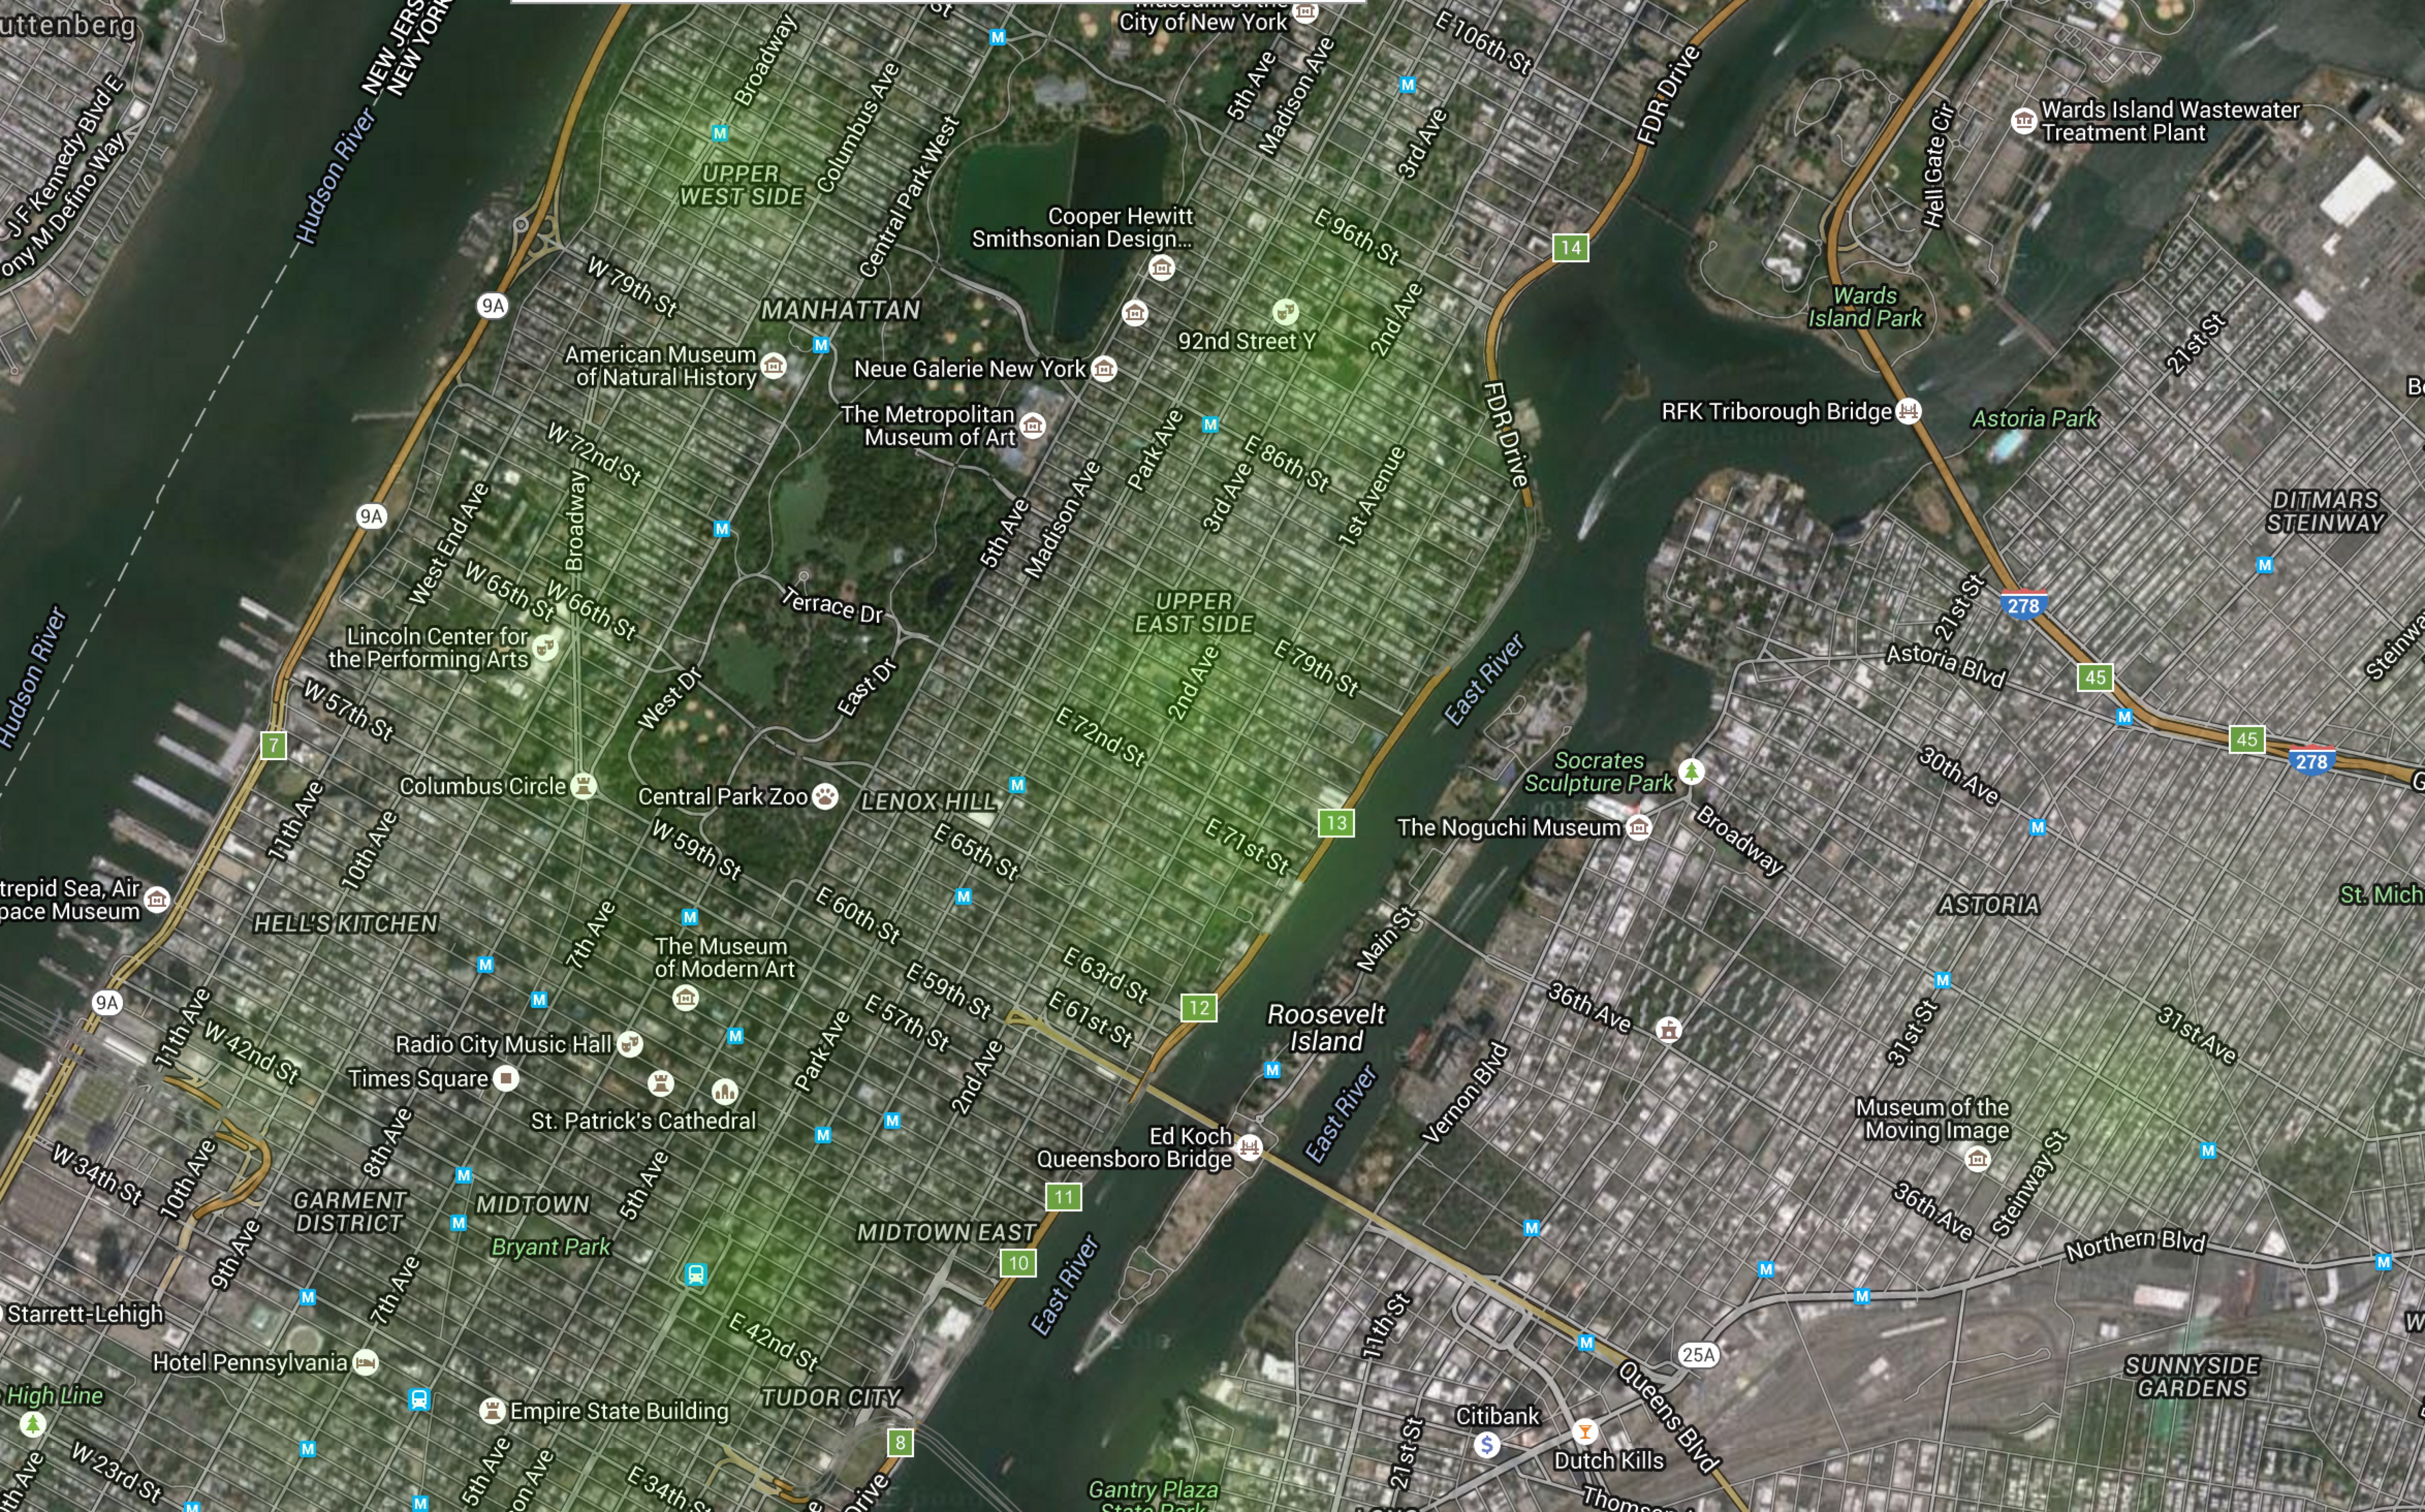 uttenberg
NEW JERS
NEW YORK
Broadway
City of New York
E 106th St
FDR Drive
5th Ave
Madison Ave
Columbus Ave
Central Park West
3rd Ave
Hell Gate Cir
Wards Island Wastewater
Treatment Plant
J F Kennedy Blvd E
ony M Defino Way
Hudson River
UPPER
WEST SIDE
Cooper Hewitt
Smithsonian Design...
E 96th St
14
W 79th St
9A
MANHATTAN
92nd Street Y
2nd Ave
Wards
Island Park
21st St
American Museum
of Natural History
Neue Galerie New York
The Metropolitan
Museum of Art
RFK Triborough Bridge
Astoria Park
FDR Drive
W 72nd St
Park Ave
E 86th St
3rd Ave
1st Avenue
9A
West End Ave
Broadway
5th Ave
Madison Ave
DITMARS
STEINWAY
W 65th St
W 66th St
Terrace Dr
UPPER
EAST SIDE
21st St
278
Lincoln Center for
the Performing Arts
Hudson River
West Dr
East Dr
2nd Ave
E 79th St
East River
Astoria Blvd
45
Steinwa
W 57th St
7
E 72nd St
45
278
Columbus Circle
Central Park Zoo
LENOX HILL
Socrates
Sculpture Park
30th Ave
11th Ave
10th Ave
W 59th St
E 65th St
E 71st St
13
The Noguchi Museum
Broadway
trepid Sea, Air
pace Museum
HELL'S KITCHEN
7th Ave
E 60th St
Main St
ASTORIA
St. Mich
The Museum
of Modern Art
E 59th St
E 63rd St
9A
11th Ave
W 42nd St
E 57th St
E 61st St
12
Roosevelt
Island
36th Ave
31st St
31st Ave
Radio City Music Hall
Times Square
Park Ave
2nd Ave
St. Patrick's Cathedral
8th Ave
East River
Vernon Blvd
Museum of the
Moving Image
Ed Koch
Queensboro Bridge
W 34th St
10th Ave
5th Ave
11
Steinway St
36th Ave
GARMENT
DISTRICT
MIDTOWN
MIDTOWN EAST
Northern Blvd
9th Ave
Bryant Park
10
East River
7th Ave
Starrett-Lehigh
E 42nd St
11th St
25A
Hotel Pennsylvania
Queens Blvd
SUNNYSIDE
GARDENS
High Line
TUDOR CITY
Empire State Building
Citibank
8
Dutch Kills
W 23rd St
5th Ave
on Ave
E 34th St
Drive
21st St
Gantry Plaza
State Park
Thomson